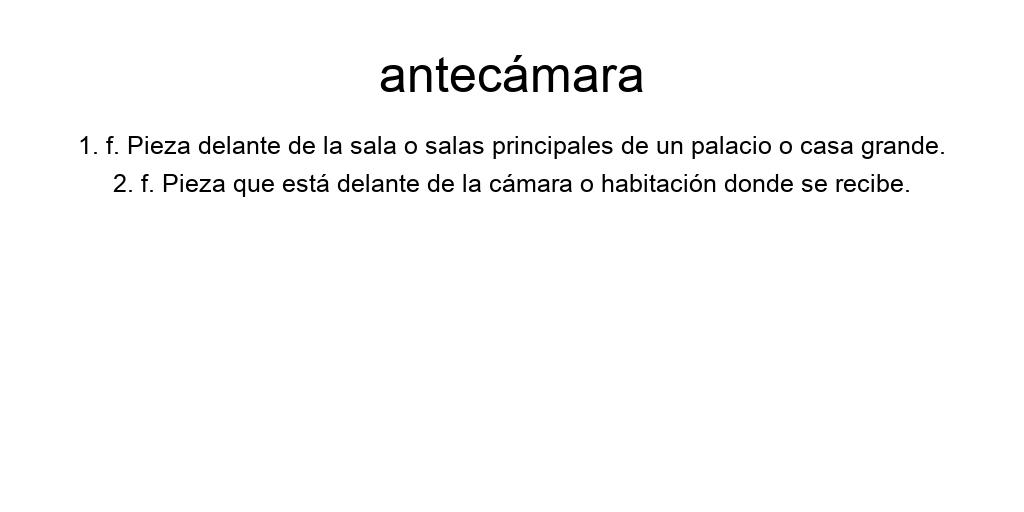 antecámara
1. f. Pieza delante de la sala o salas principales de un palacio o casa grande.
2. f. Pieza que está delante de la cámara o habitación donde se recibe.